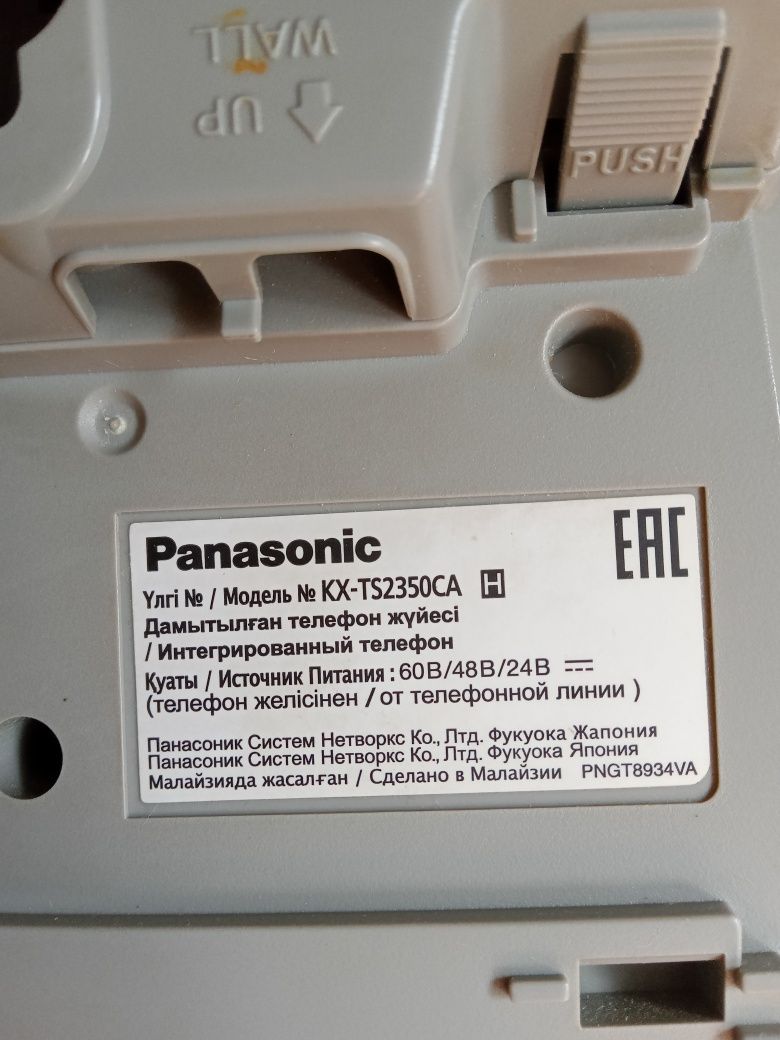 WALL
UP
PUSH
Panasonic
EAC
Үлгі № / Модель № KX-TS2350CA H
Дамытылған телефон жүйесі
/ Интегрированный телефон
Қуаты / Источник Питания : 60В/48В/24В
(телефон желісінен / от телефонной линии )
Панасоник Систем Нетворкс Ко., Лтд. Фукуока Жапония
Панасоник Систем Нетворкс Ко., Лтд. Фукуока Япония
Малайзияда жасалған / Сделано в Малайзии PNGT8934VA